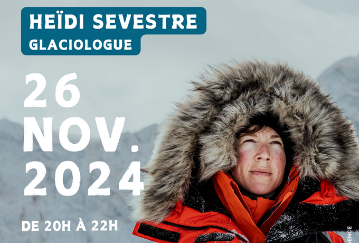 HEÏDI SEVESTRE
GLACIOLOGUE
26
NOV.
2024
DE 20H À 22H